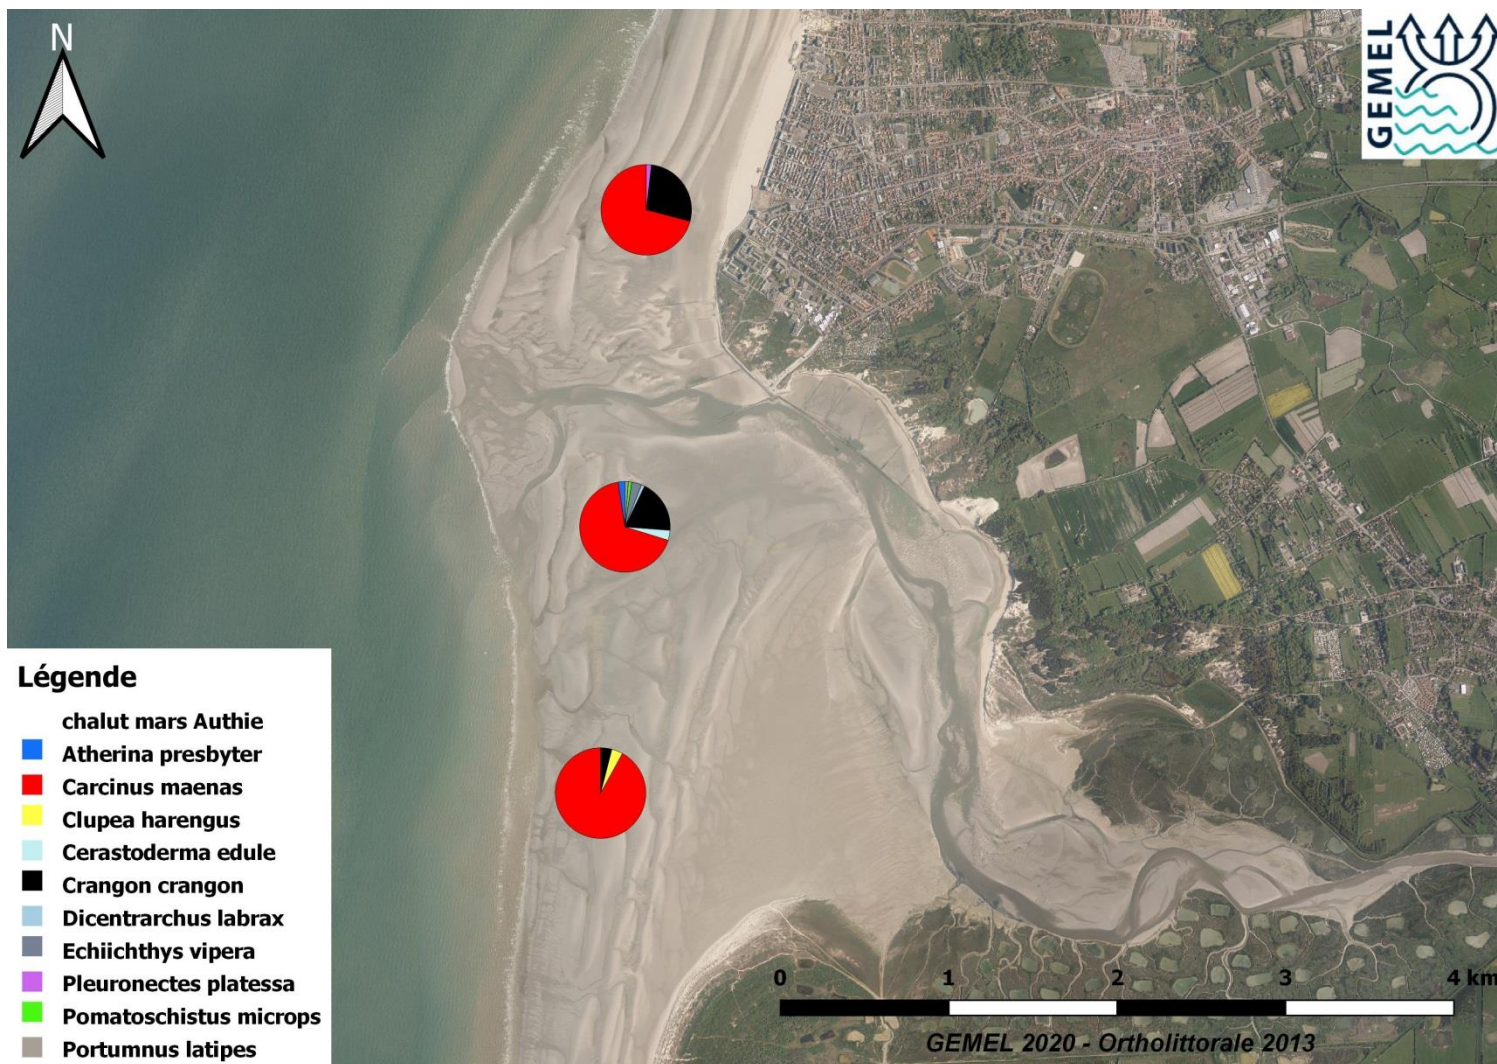 N
GEMEL
Légende
chalut mars Authie
Atherina presbyter
Carcinus maenas
Clupea harengus
Cerastoderma edule
Crangon crangon
Dicentrarchus labrax
Echiichthys vipera
Pleuronectes platessa
Pomatoschistus microps
Portumnus latipes
0 1 2 3 4 km
GEMEL 2020 - Ortholittorale 2013